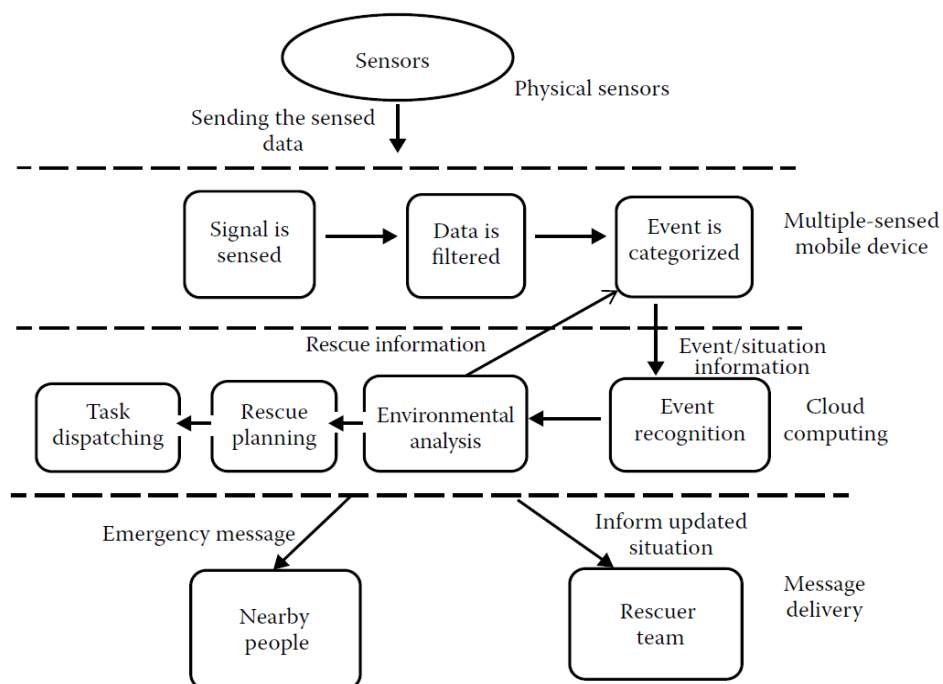 Sensors
Physical sensors
Sending the sensed
data
Signal is
sensed
Data is
filtered
Event is
categorized
Multiple-sensed
mobile device
Rescue information
Event/situation
information
Task
dispatching
Rescue
planning
Environmental
analysis
Event
recognition
Cloud
computing
Emergency message
Inform updated
situation
Nearby
people
Rescuer
team
Message
delivery